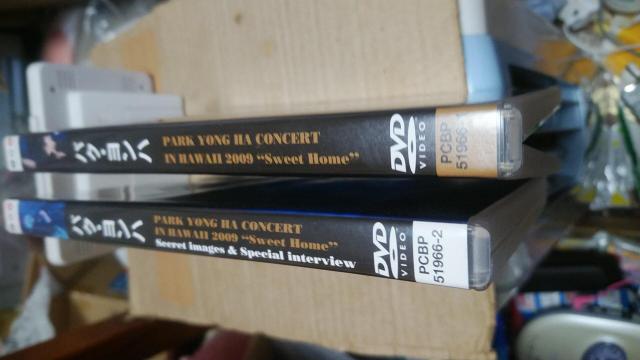 パク・ヨンハ
PARK YONG HA CONCERT
IN HAWAII 2009 “Sweet Home”
DVD
VIDEO
PCBP
51966-1
パク・ヨンハ
PARK YONG HA CONCERT
IN HAWAII 2009 “Sweet Home”
Secret images & Special interview
DVD
VIDEO
PCBP
51966-2